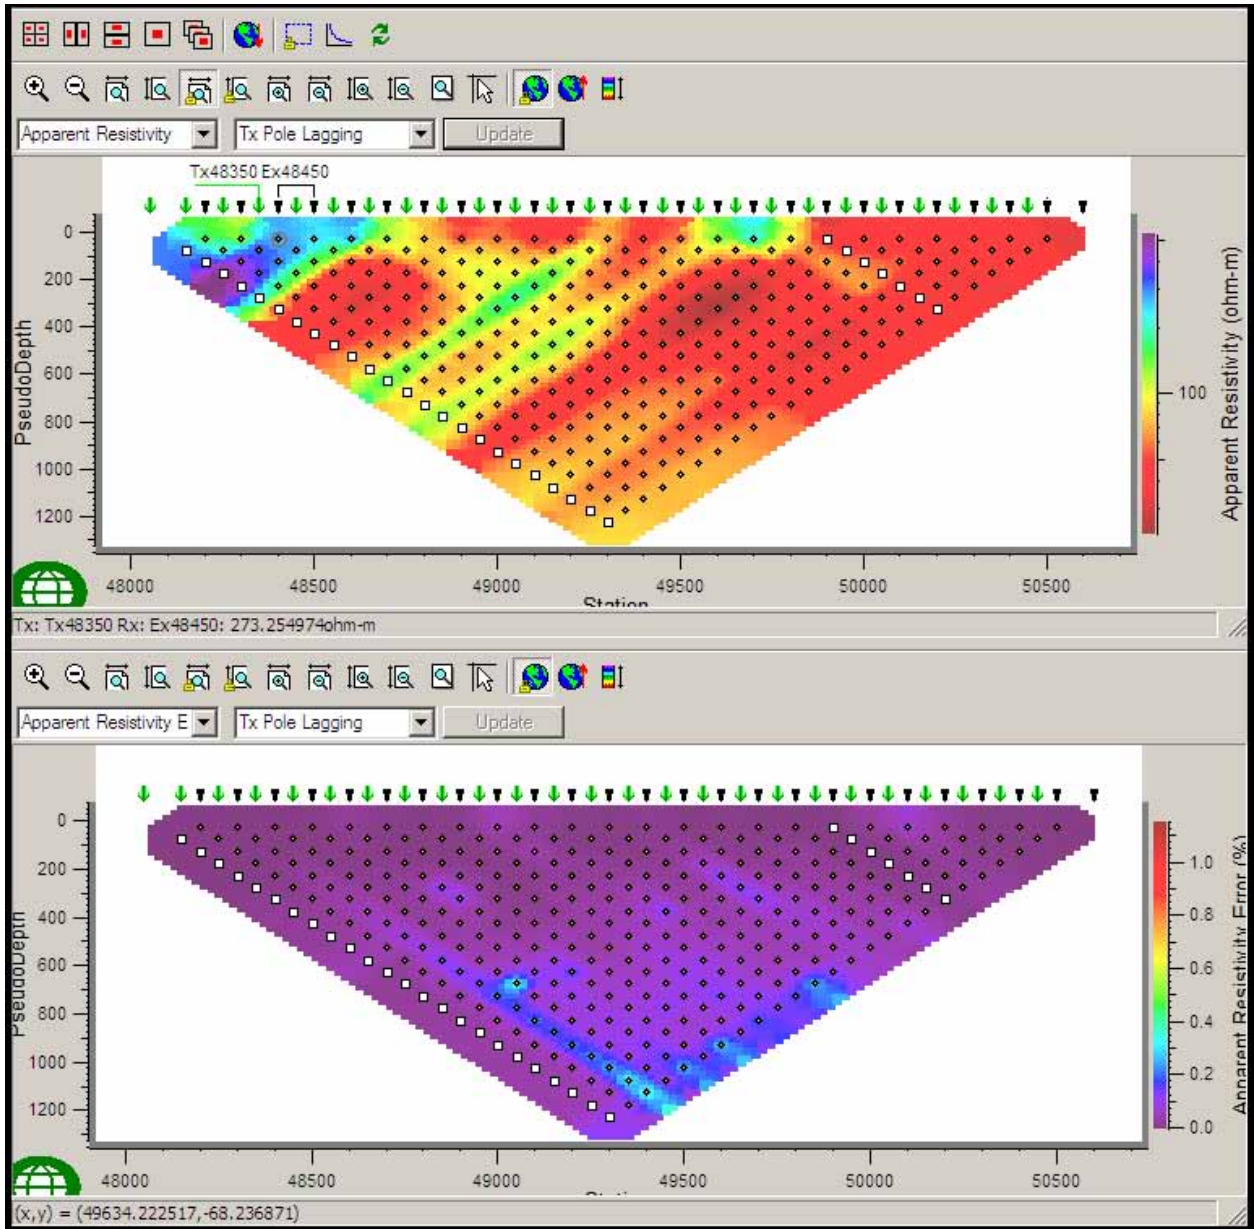 Apparent Resistivity Tx Pole Lagging Update
Tx48350 Ex48450
0
200
400
600
800
1000
1200
PseudoDepth
100
Apparent Resistivity (ohm-m)
48000 48500 49000 49500 50000 50500
Station
Tx: Tx48350 Rx: Ex48450: 273.254974ohm-m
Apparent Resistivity E Tx Pole Lagging Update
0
200
400
600
800
1000
1200
PseudoDepth
1.0
0.8
0.6
0.4
0.2
0.0
Apparent Resistivity Error (%)
48000 48500 49000 49500 50000 50500
(x,y) = (49634.222517,-68.236871)